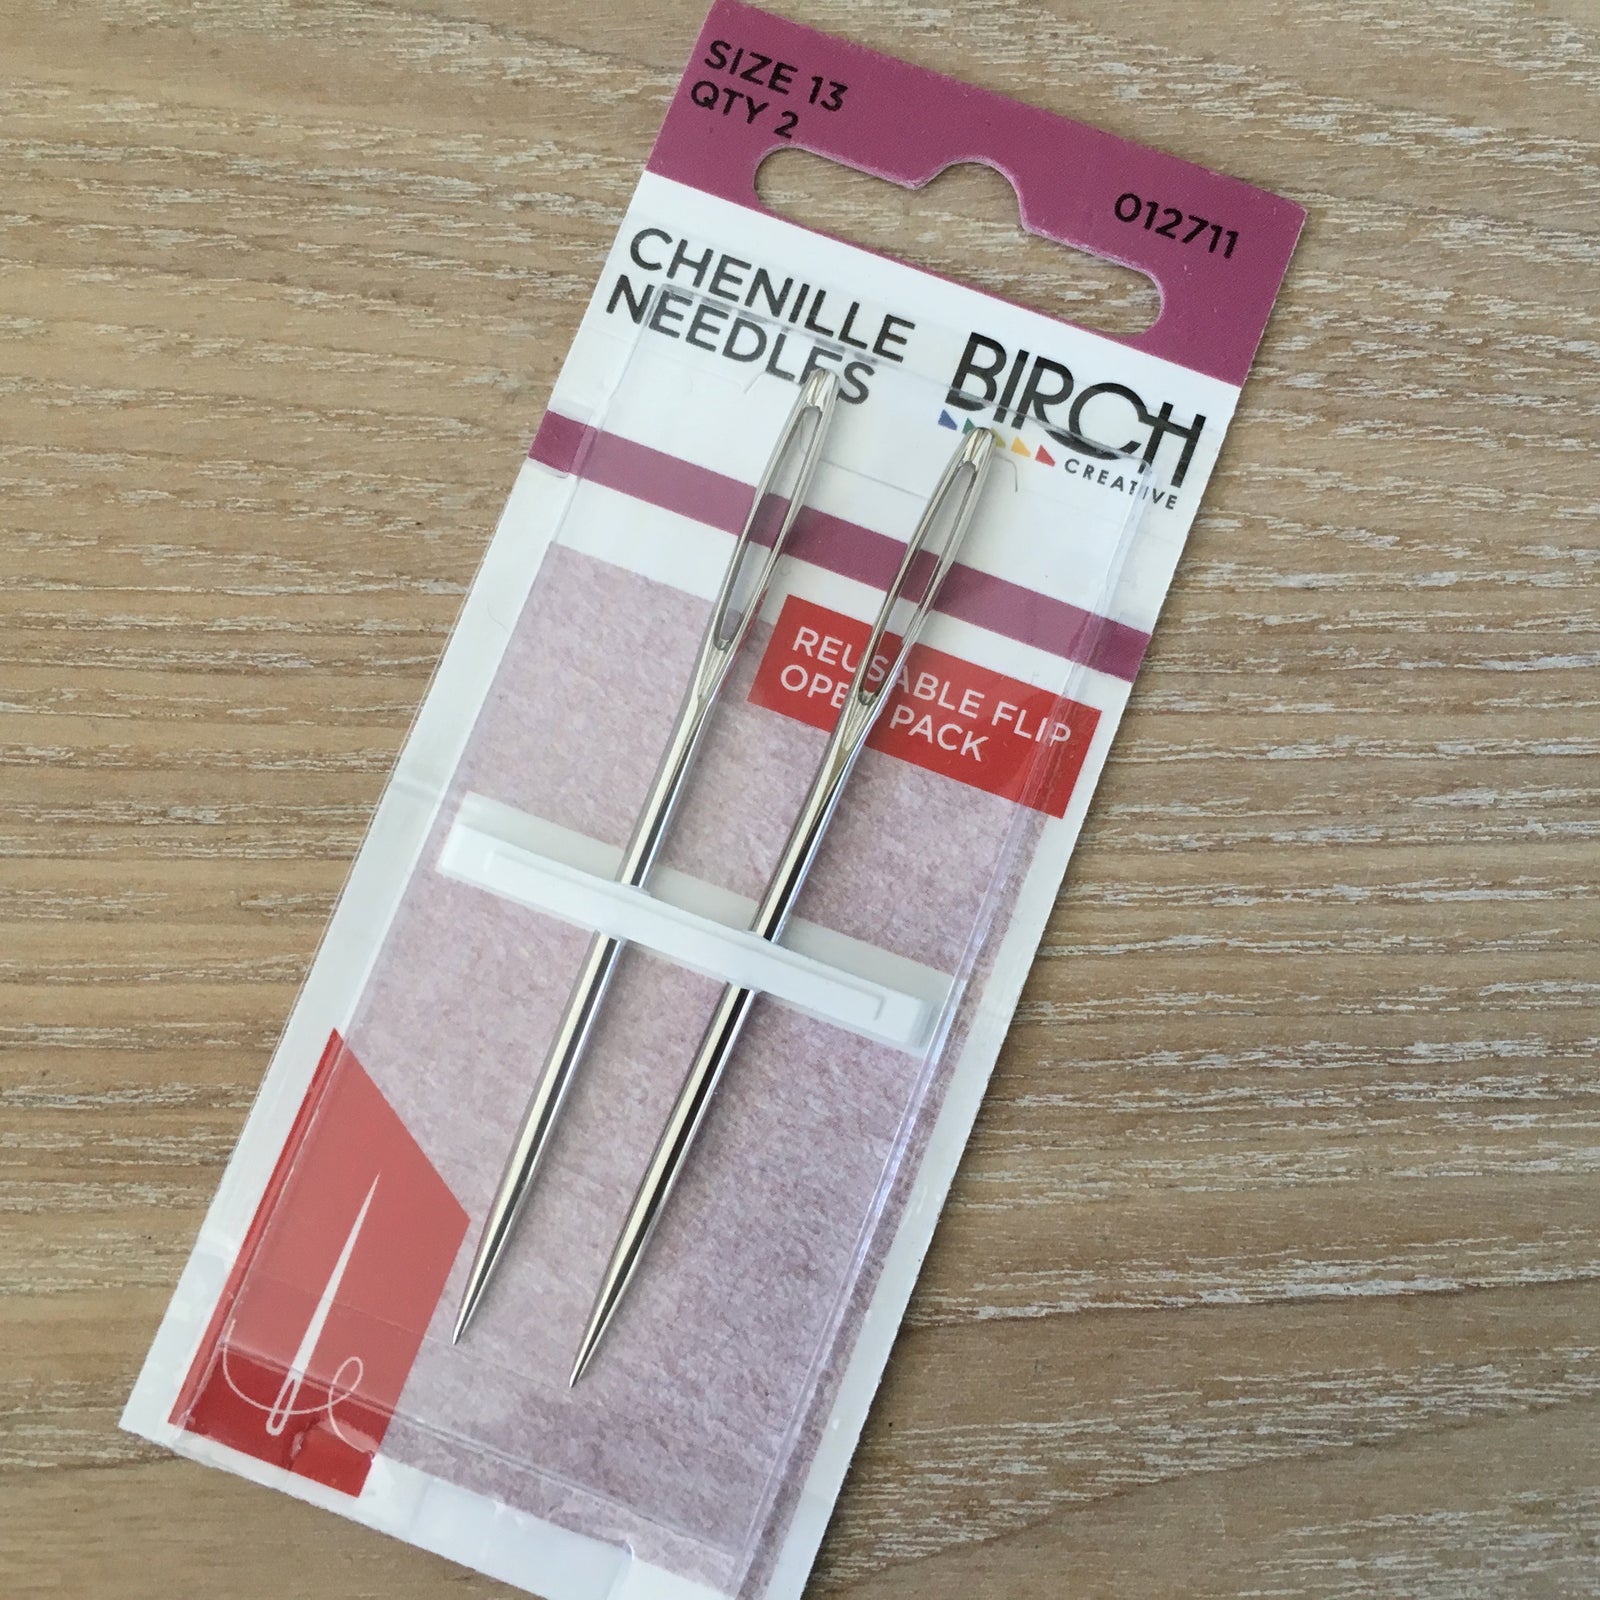 SIZE 13
QTY 2
012711
CHENILLE
NEEDLES
BIRCH
CREATIVE
REUSABLE FLIP
OPEN PACK